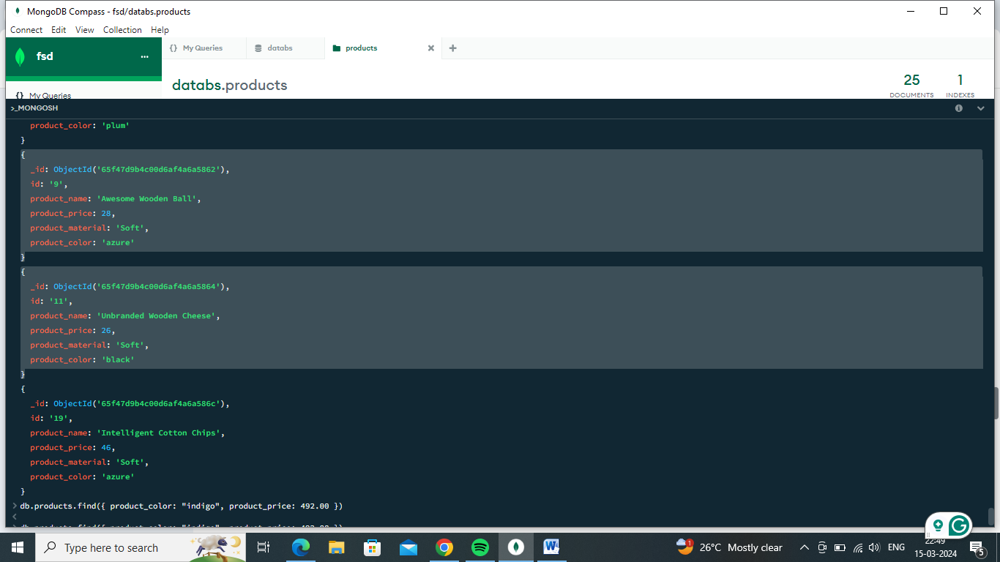 MongoDB Compass - fsd/databs.products
Connect Edit View Collection Help
fsd
...
{} My Queries
databs
products
{} My Queries
databs.products
25
DOCUMENTS
1
INDEXES
>_MONGOSH
product_color: 'plum'
}
{
_id: ObjectId('65f47d9b4c00d6af4a6a5862'),
id: '9',
product_name: 'Awesome Wooden Ball',
product_price: 28,
product_material: 'Soft',
product_color: 'azure'
}
{
_id: ObjectId('65f47d9b4c00d6af4a6a5864'),
id: '11',
product_name: 'Unbranded Wooden Cheese',
product_price: 26,
product_material: 'Soft',
product_color: 'black'
}
{
_id: ObjectId('65f47d9b4c00d6af4a6a586c'),
id: '19',
product_name: 'Intelligent Cotton Chips',
product_price: 46,
product_material: 'Soft',
product_color: 'azure'
}
> db.products.find({ product_color: "indigo", product_price: 492.00 })
<
Type here to search
26°C Mostly clear
ENG
22:49
15-03-2024
5